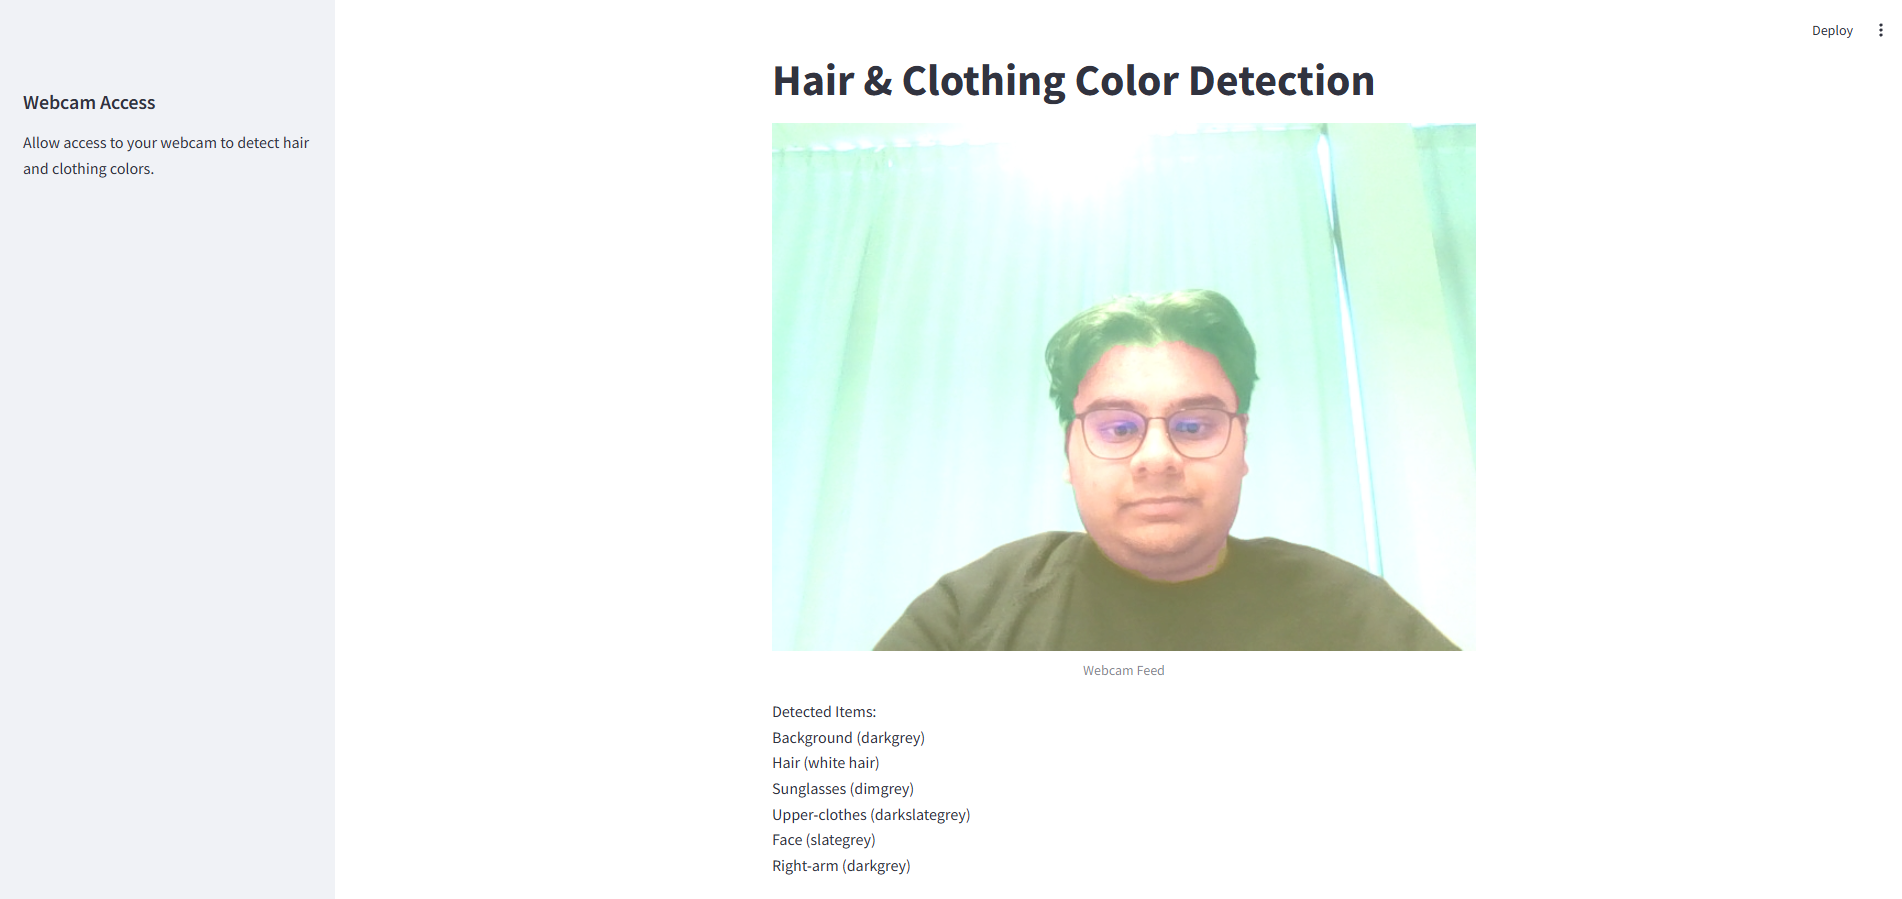 Deploy
Webcam Access
Allow access to your webcam to detect hair
and clothing colors.
Hair & Clothing Color Detection
Webcam Feed
Detected Items:
Background (darkgrey)
Hair (white hair)
Sunglasses (dimgrey)
Upper-clothes (darkslategrey)
Face (slategrey)
Right-arm (darkgrey)